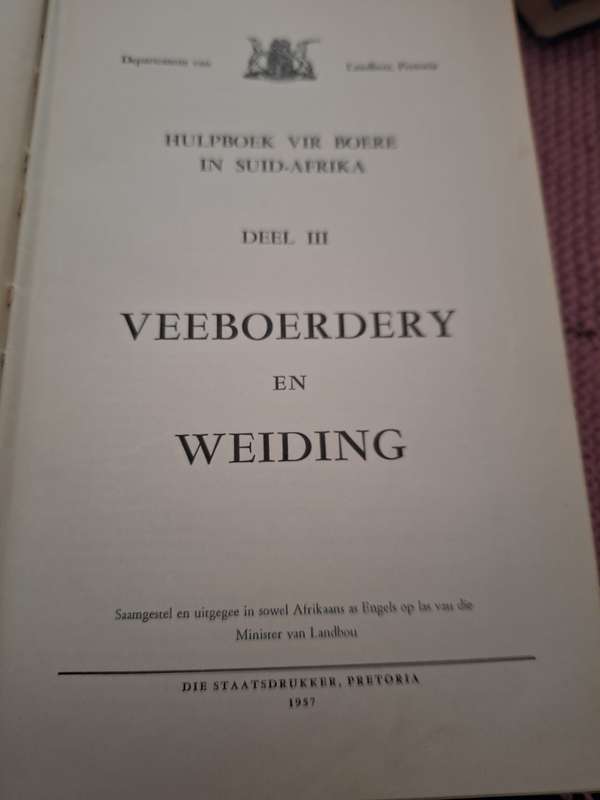 Departement van Landbou, Pretoria
HULPBOEK VIR BOERE
IN SUID-AFRIKA
DEEL III
VEEBOERDERY
EN
WEIDING
Saamgestel en uitgegee in sowel Afrikaans as Engels op las van die
Minister van Landbou
DIE STAATSDRUKKER, PRETORIA
1957